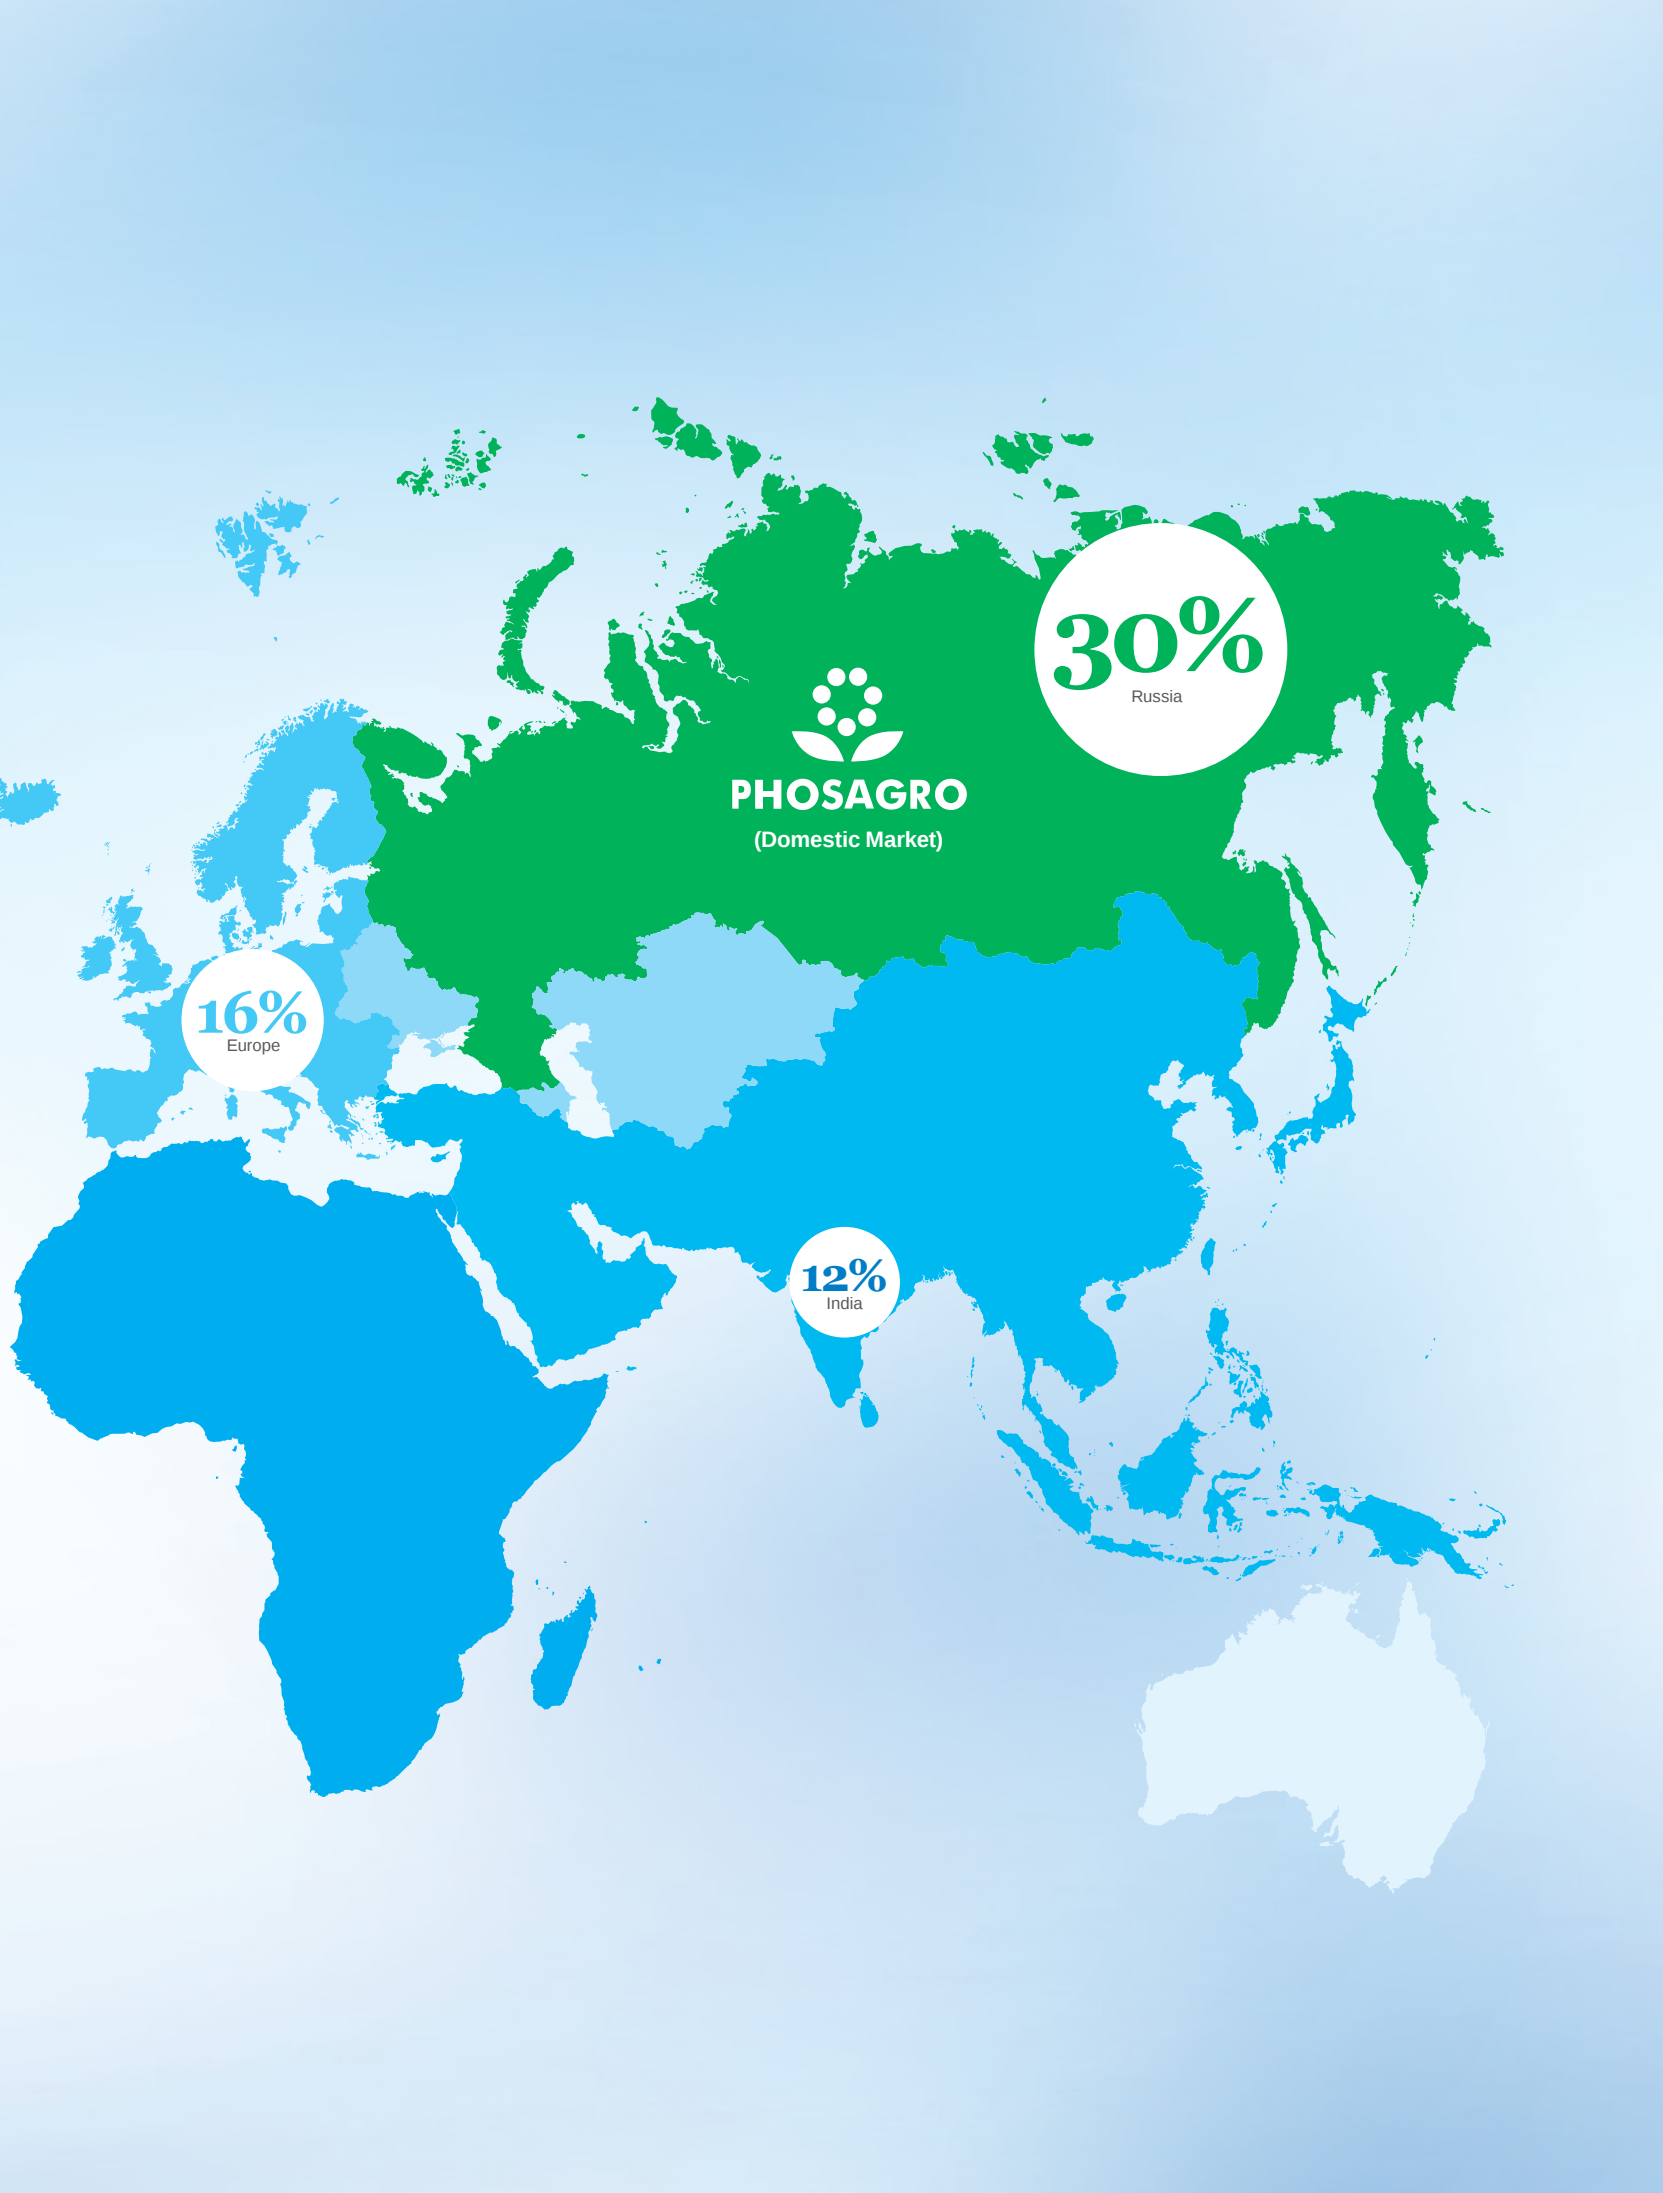 30%
Russia
PHOSAGRO
(Domestic Market)
16%
Europe
12%
India